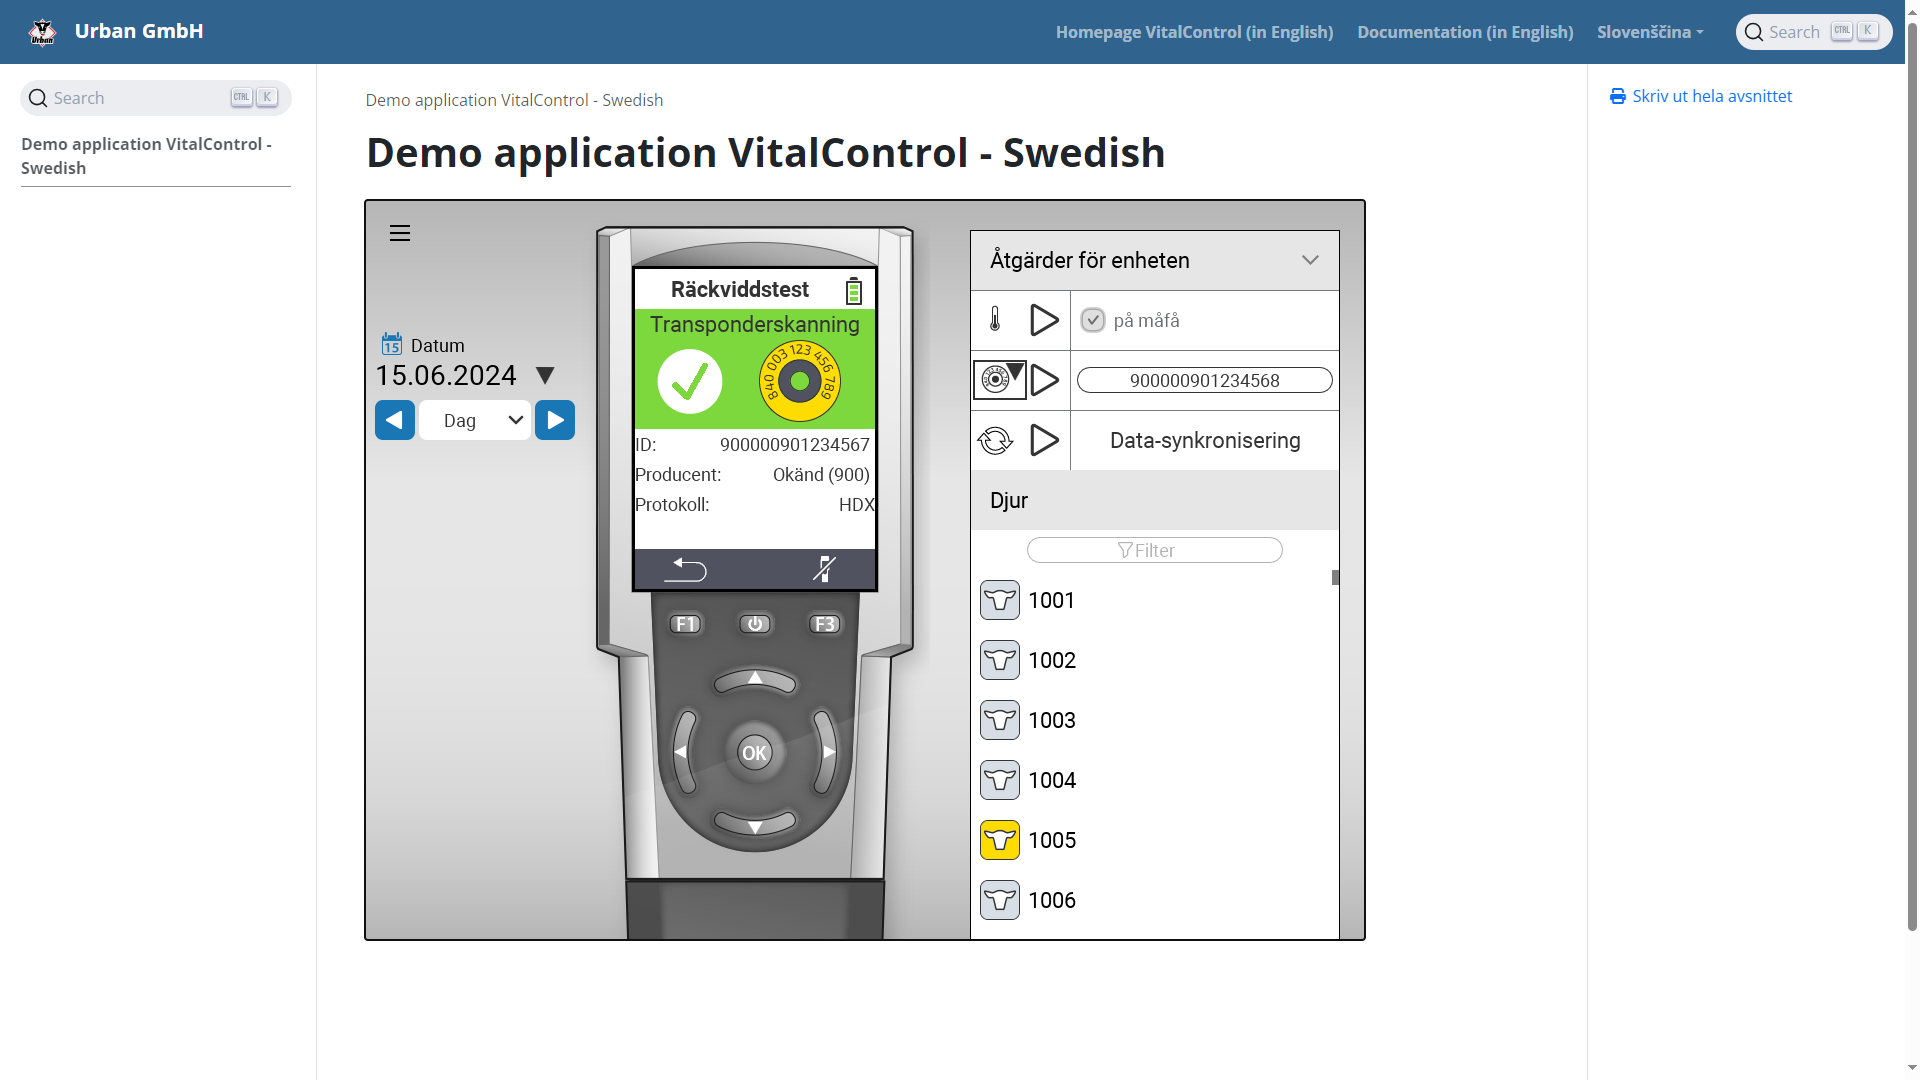 Urban GmbH
Homepage VitalControl (in English)
Documentation (in English)
Slovenščina
Search
CTRL
K
Search
CTRL
K
Demo application VitalControl - Swedish
Demo application VitalControl - Swedish
Demo application VitalControl - Swedish
Skriv ut hela avsnittet
15
Datum
15.06.2024
Dag
Räckviddstest
Transponderskanning
840 003 123 456 789
ID: 900000901234567
Producent: Okänd (900)
Protokoll: HDX
F1
F3
OK
Åtgärder för enheten
på måfå
900000901234568
Data-synkronisering
Djur
Filter
1001
1002
1003
1004
1005
1006